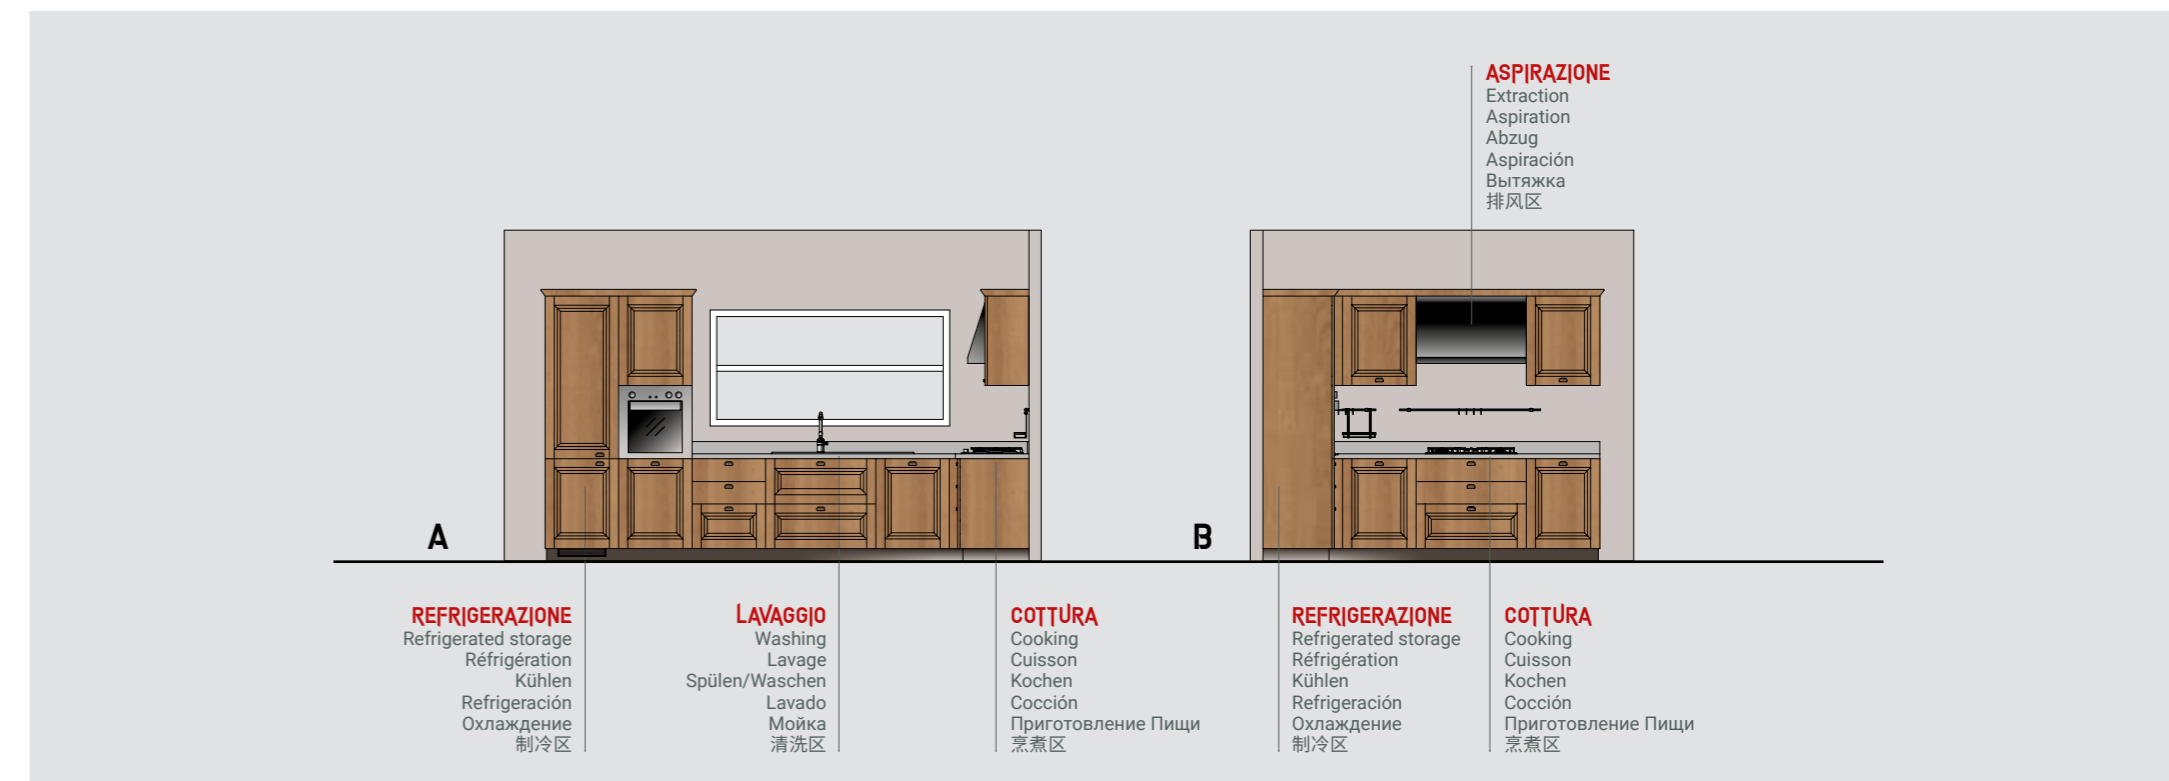 ASPIRAZIONE
Extraction
Aspiration
Abzug
Aspiración
Вытяжка
排风区
A
B
REFRIGERAZIONE
Refrigerated storage
Réfrigération
Kühlen
Refrigeración
Охлаждение
制冷区
LAVAGGIO
Washing
Lavage
Spülen/Waschen
Lavado
Мойка
清洗区
COTTURA
Cooking
Cuisson
Kochen
Cocción
Приготовление Пищи
烹煮区
REFRIGERAZIONE
Refrigerated storage
Réfrigération
Kühlen
Refrigeración
Охлаждение
制冷区
COTTURA
Cooking
Cuisson
Kochen
Cocción
Приготовление Пищи
烹煮区